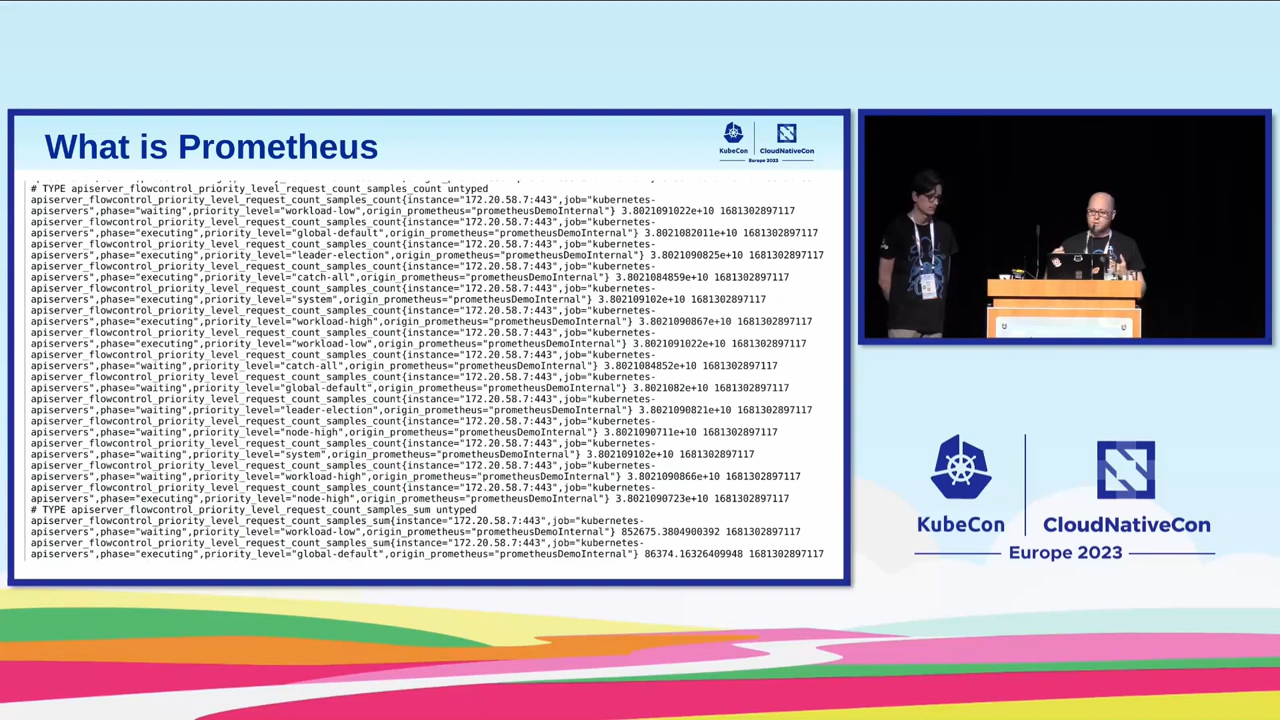 What is Prometheus
KubeCon
CloudNativeCon
Europe 2023
# TYPE apiserver_flowcontrol_priority_level_request_count_samples_count untyped
apiserver_flowcontrol_priority_level_request_count_samples_count{instance="172.20.58.7:443",job="kubernetes-
apiservers",phase="waiting",priority_level="workload-low",origin_prometheus="prometheusDemoInternal"} 3.8021091022e+10 1681302897117
apiserver_flowcontrol_priority_level_request_count_samples_count{instance="172.20.58.7:443",job="kubernetes-
apiservers",phase="executing",priority_level="global-default",origin_prometheus="prometheusDemoInternal"} 3.8021082011e+10 1681302897117
apiserver_flowcontrol_priority_level_request_count_samples_count{instance="172.20.58.7:443",job="kubernetes-
apiservers",phase="executing",priority_level="leader-election",origin_prometheus="prometheusDemoInternal"} 3.8021090825e+10 1681302897117
apiserver_flowcontrol_priority_level_request_count_samples_count{instance="172.20.58.7:443",job="kubernetes-
apiservers",phase="executing",priority_level="catch-all",origin_prometheus="prometheusDemoInternal"} 3.8021084859e+10 1681302897117
apiserver_flowcontrol_priority_level_request_count_samples_count{instance="172.20.58.7:443",job="kubernetes-
apiservers",phase="executing",priority_level="system",origin_prometheus="prometheusDemoInternal"} 3.802109102e+10 1681302897117
apiserver_flowcontrol_priority_level_request_count_samples_count{instance="172.20.58.7:443",job="kubernetes-
apiservers",phase="executing",priority_level="workload-high",origin_prometheus="prometheusDemoInternal"} 3.8021090867e+10 1681302897117
apiserver_flowcontrol_priority_level_request_count_samples_count{instance="172.20.58.7:443",job="kubernetes-
apiservers",phase="executing",priority_level="workload-low",origin_prometheus="prometheusDemoInternal"} 3.8021091022e+10 1681302897117
apiserver_flowcontrol_priority_level_request_count_samples_count{instance="172.20.58.7:443",job="kubernetes-
apiservers",phase="waiting",priority_level="catch-all",origin_prometheus="prometheusDemoInternal"} 3.8021084852e+10 1681302897117
apiserver_flowcontrol_priority_level_request_count_samples_count{instance="172.20.58.7:443",job="kubernetes-
apiservers",phase="waiting",priority_level="global-default",origin_prometheus="prometheusDemoInternal"} 3.8021082e+10 1681302897117
apiserver_flowcontrol_priority_level_request_count_samples_count{instance="172.20.58.7:443",job="kubernetes-
apiservers",phase="waiting",priority_level="leader-election",origin_prometheus="prometheusDemoInternal"} 3.8021090821e+10 1681302897117
apiserver_flowcontrol_priority_level_request_count_samples_count{instance="172.20.58.7:443",job="kubernetes-
apiservers",phase="waiting",priority_level="node-high",origin_prometheus="prometheusDemoInternal"} 3.8021090711e+10 1681302897117
apiserver_flowcontrol_priority_level_request_count_samples_count{instance="172.20.58.7:443",job="kubernetes-
apiservers",phase="waiting",priority_level="system",origin_prometheus="prometheusDemoInternal"} 3.802109102e+10 1681302897117
apiserver_flowcontrol_priority_level_request_count_samples_count{instance="172.20.58.7:443",job="kubernetes-
apiservers",phase="waiting",priority_level="workload-high",origin_prometheus="prometheusDemoInternal"} 3.8021090866e+10 1681302897117
apiserver_flowcontrol_priority_level_request_count_samples_count{instance="172.20.58.7:443",job="kubernetes-
apiservers",phase="executing",priority_level="node-high",origin_prometheus="prometheusDemoInternal"} 3.8021090723e+10 1681302897117
# TYPE apiserver_flowcontrol_priority_level_request_count_samples_sum untyped
apiserver_flowcontrol_priority_level_request_count_samples_sum{instance="172.20.58.7:443",job="kubernetes-
apiservers",phase="waiting",priority_level="workload-low",origin_prometheus="prometheusDemoInternal"} 852675.3804900392 1681302897117
apiserver_flowcontrol_priority_level_request_count_samples_sum{instance="172.20.58.7:443",job="kubernetes-
apiservers",phase="executing",priority_level="global-default",origin_prometheus="prometheusDemoInternal"} 86374.16326409948 1681302897117
KubeCon
CloudNativeCon
Europe 2023